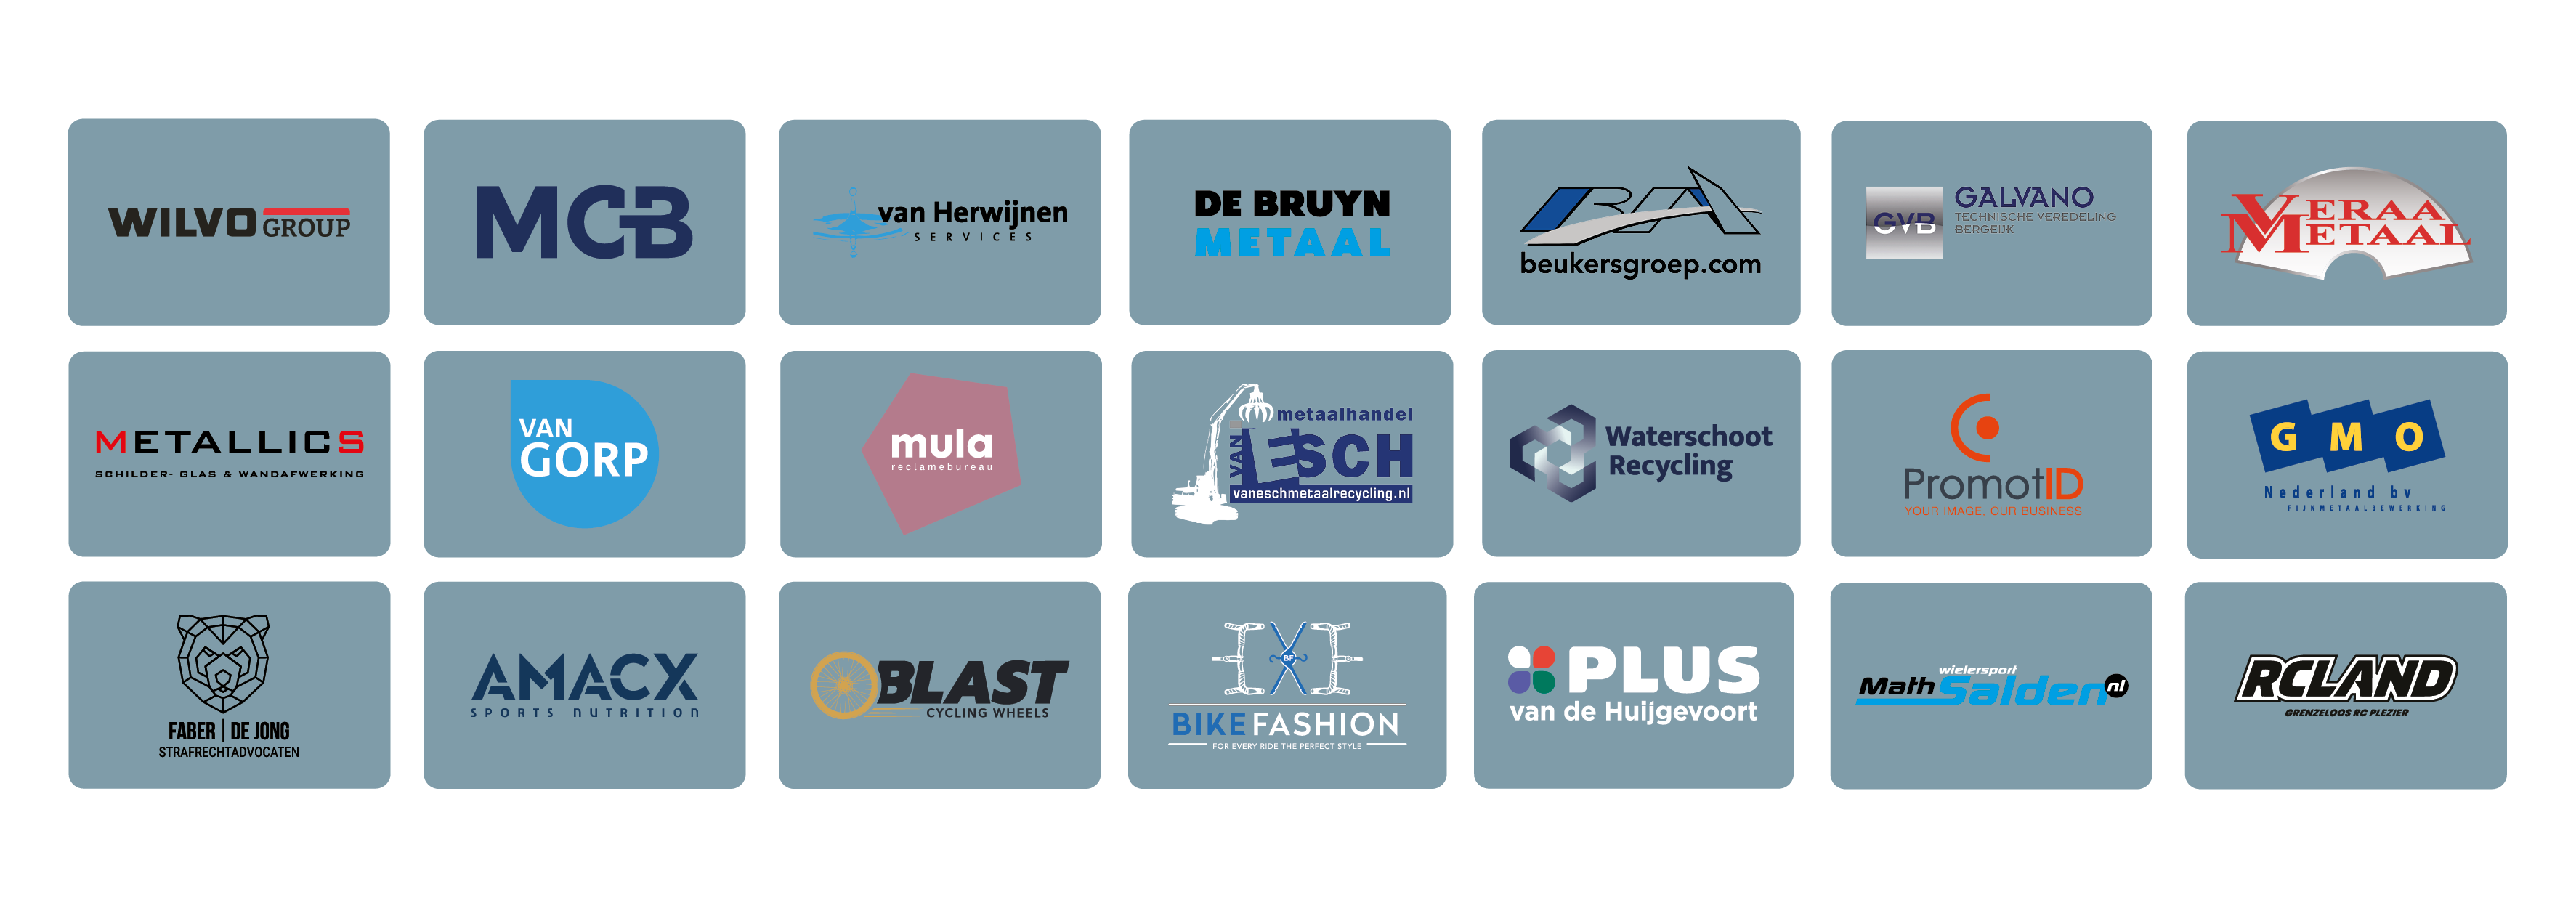 WILVO GROUP
MCB
van Herwijnen
SERVICES
DE BRUYN
METAAL
BA
beukersgroep.com
GVB
GALVANO
TECHNISCHE VEREDELING
BERGEIJK
VERAA
METAAL
METALLICS
SCHILDER- GLAS & WANDAFWERKING
VAN
GORP
mula
reclamebureau
metaalhandel
VAN ESCH
vaneschmetaalrecycling.nl
Waterschoot
Recycling
PromotID
YOUR IMAGE, OUR BUSINESS
G M O
Nederland bv
FIJNMETAALBEWERKING
FABER | DE JONG
STRAFRECHTADVOCATEN
AMACX
SPORTS NUTRITION
BLAST
CYCLING WHEELS
BF
BIKE FASHION
FOR EVERY RIDE THE PERFECT STYLE
PLUS
van de Huijgevoort
wielersport
Math Salden nl
RCLAND
GRENZELOOS RC PLEZIER